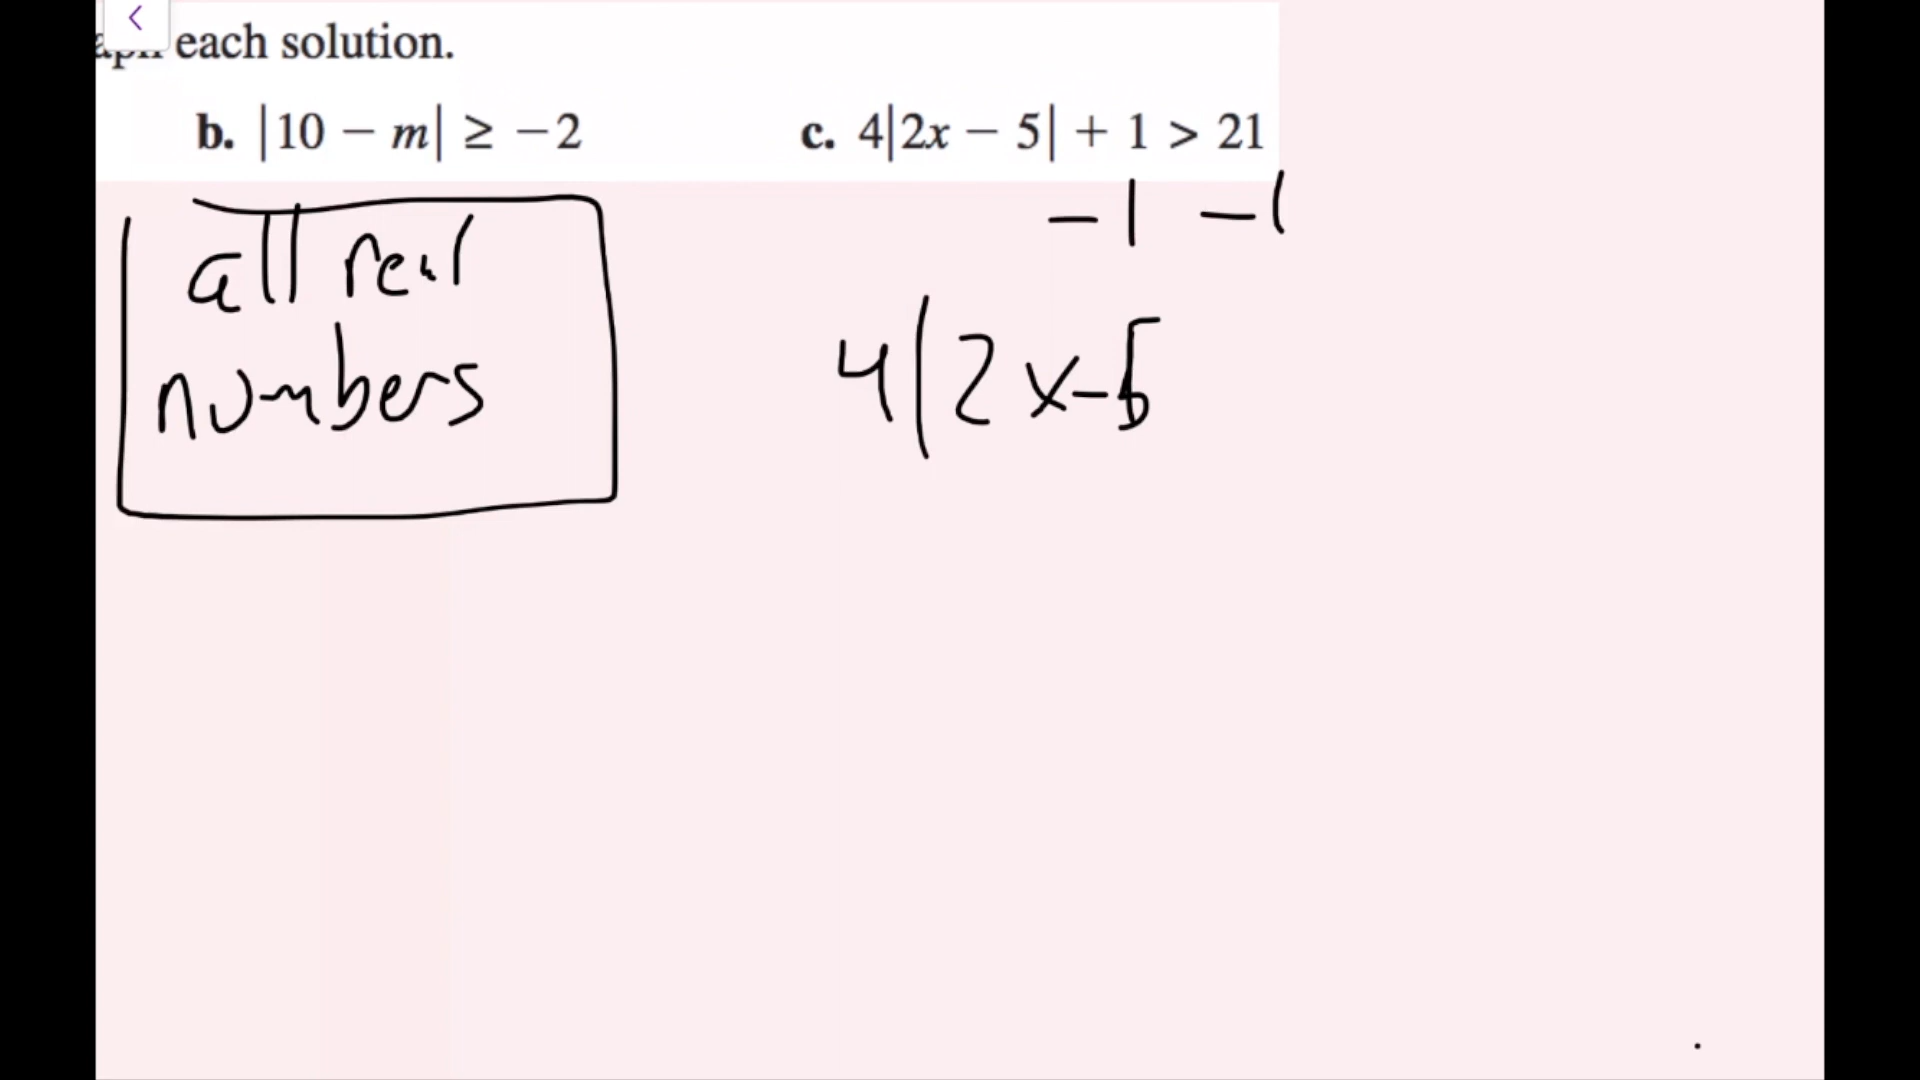 each solution.
b. |10 − m| ≥ −2
c. 4|2x − 5| + 1 > 21
−1 −1
all real
numbers
4|2x−5